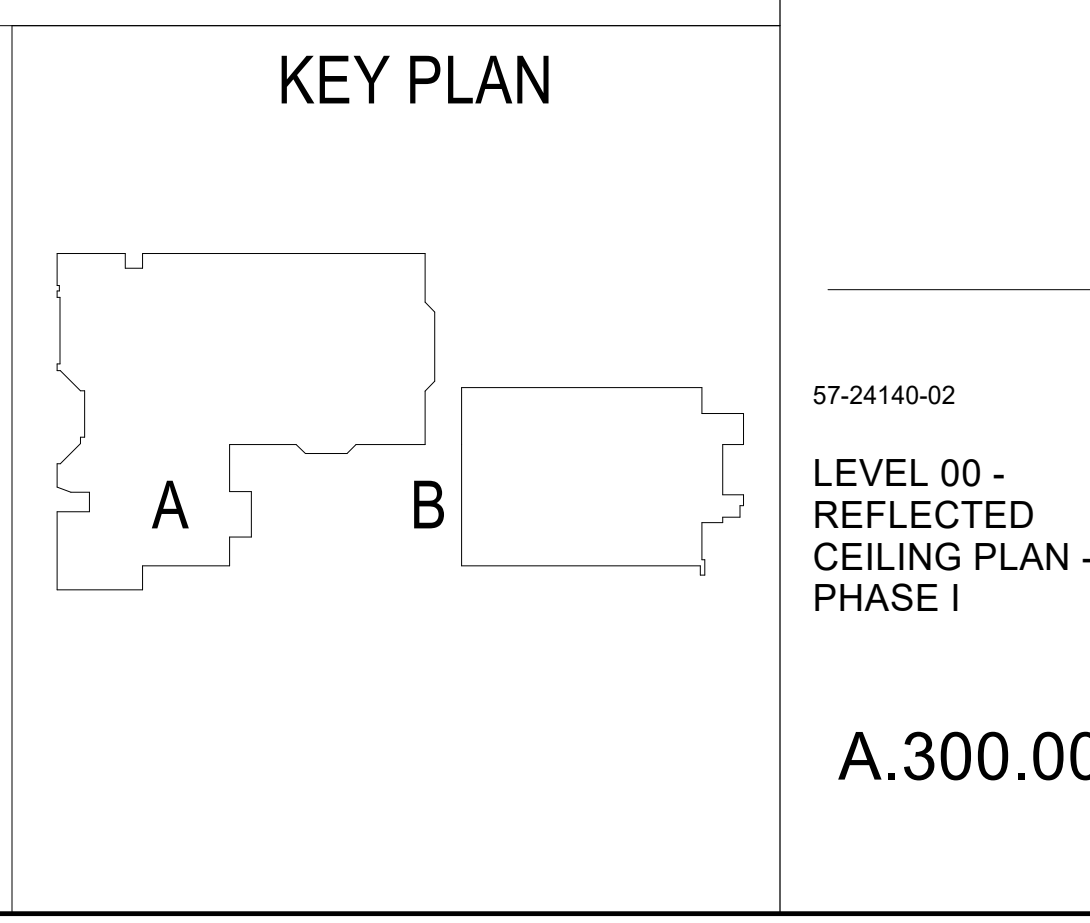 KEY PLAN
A
B
57-24140-02
LEVEL 00 -
REFLECTED
CEILING PLAN -
PHASE I
A.300.00